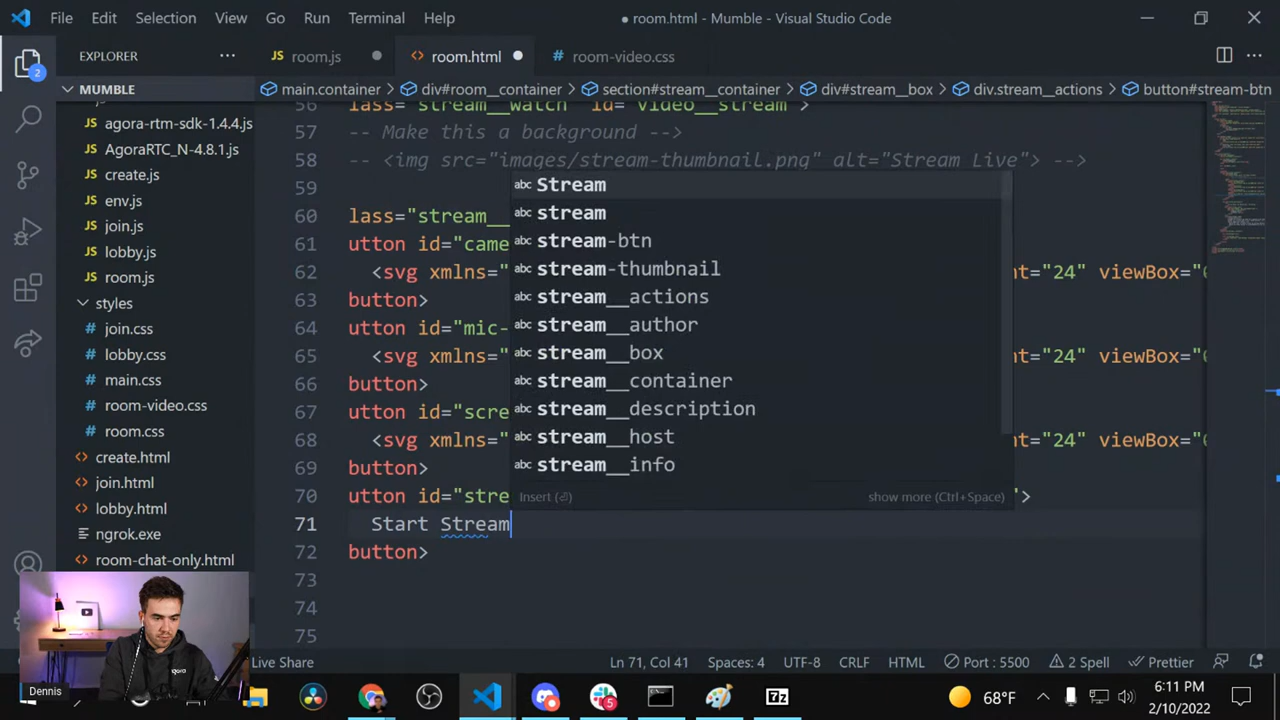 File Edit Selection View Go Run Terminal Help
● room.html - Mumble - Visual Studio Code
EXPLORER ···
JS room.js ●
<> room.html ●
# room-video.css
MUMBLE
main.container > div#room__container > section#stream__container > div#stream__box > div.stream__actions > button#stream-btn
2
agora-rtm-sdk-1.4.4.js
AgoraRTC_N-4.8.1.js
create.js
env.js
join.js
lobby.js
room.js
styles
join.css
lobby.css
main.css
room-video.css
room.css
create.html
join.html
lobby.html
ngrok.exe
room-chat-only.html
56 lass="stream__watch" id="video__stream">
57 -- Make this a background -->
58 -- <img src="images/stream-thumbnail.png" alt="Stream Live"> -->
59
60 lass="stream__
61 utton id="came
62 <svg xmlns=" nt="24" viewBox="0
63 button>
64 utton id="mic-
65 <svg xmlns=" nt="24" viewBox="0
66 button>
67 utton id="scre
68 <svg xmlns=" nt="24" viewBox="0
69 button>
70 utton id="stre ">
71 Start Stream
72 button>
73
74
75
abc Stream
abc stream
abc stream-btn
abc stream-thumbnail
abc stream__actions
abc stream__author
abc stream__box
abc stream__container
abc stream__description
abc stream__host
abc stream__info
Insert (⏎) show more (Ctrl+Space)
agora
Dennis
Live Share
Ln 71, Col 41 Spaces: 4 UTF-8 CRLF HTML Port : 5500 2 Spell Prettier
5
7z
68°F
6:11 PM
2/10/2022